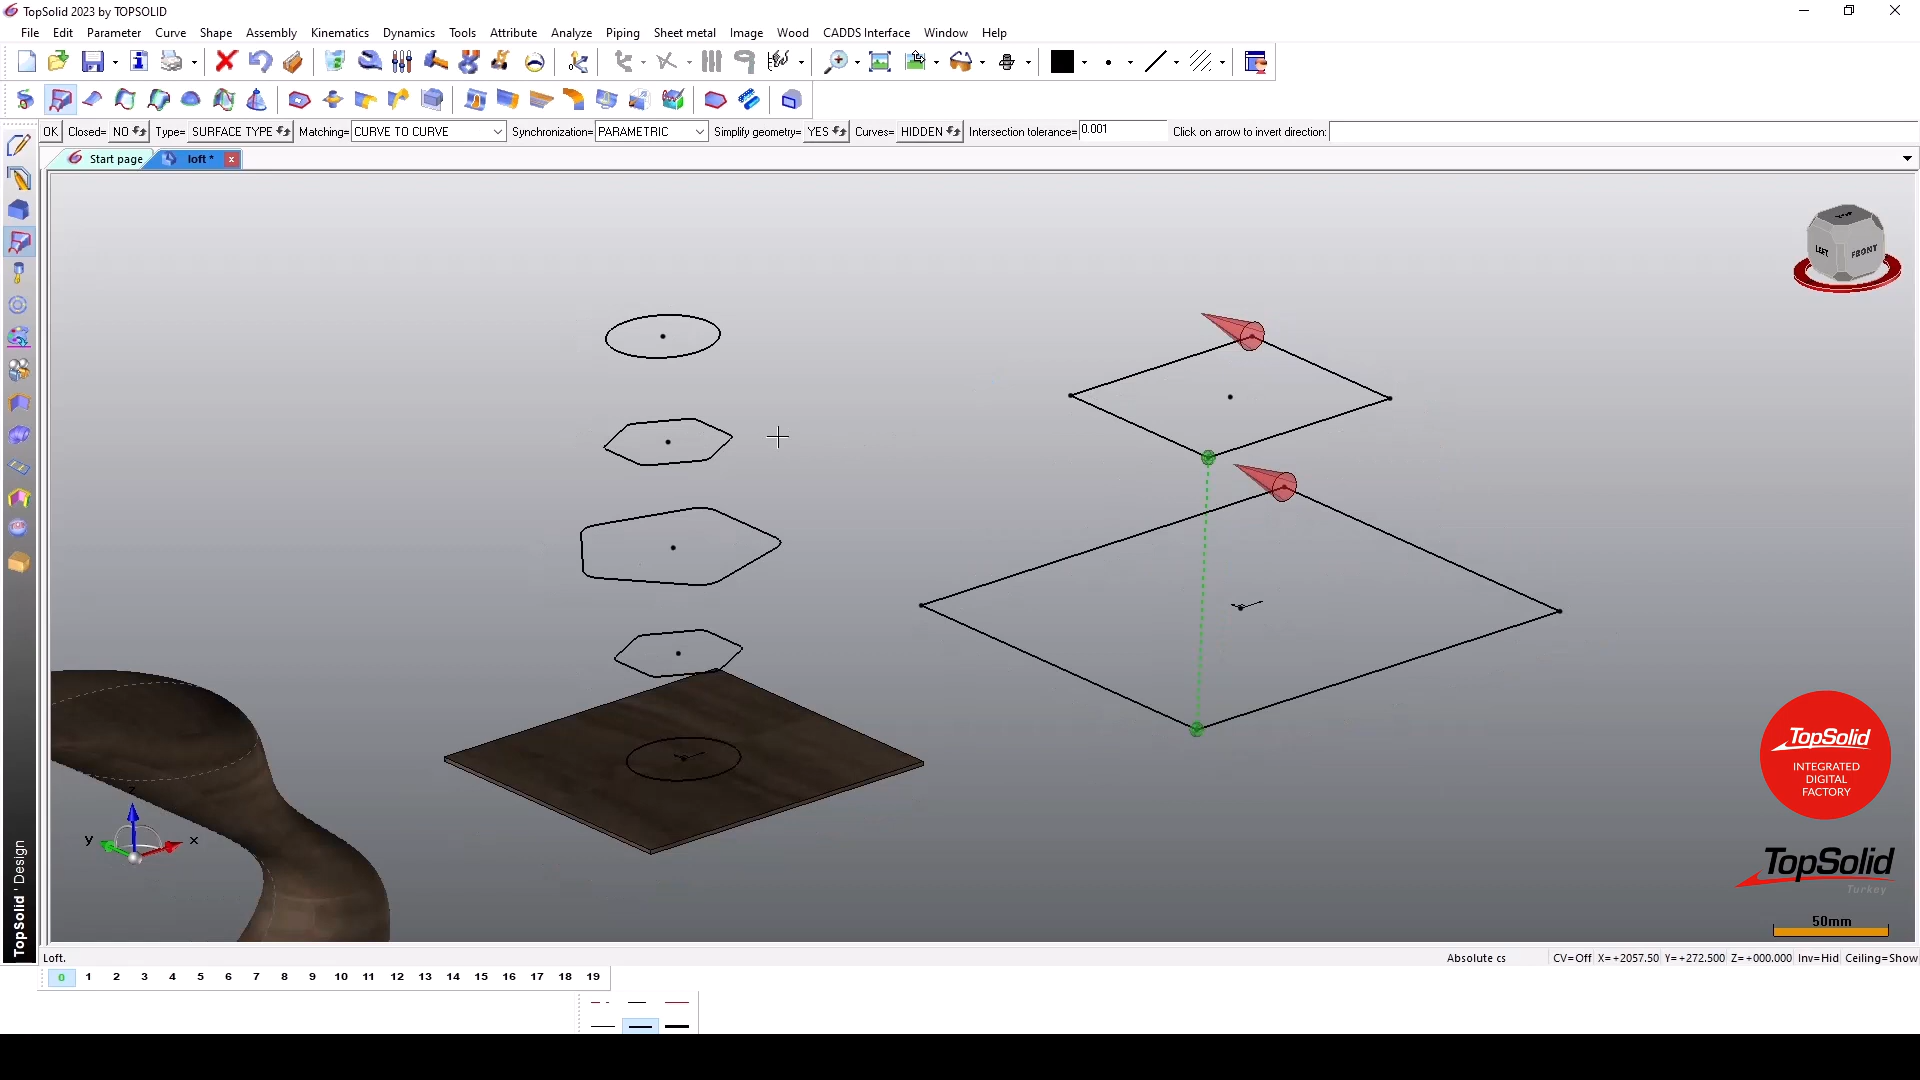 TopSolid 2023 by TOPSOLID
File Edit Parameter Curve Shape Assembly Kinematics Dynamics Tools Attribute Analyze Piping Sheet metal Image Wood CADDS Interface Window Help
OK Closed= NO Type= SURFACE TYPE Matching= CURVE TO CURVE Synchronization= PARAMETRIC Simplify geometry= YES Curves= HIDDEN Intersection tolerance= 0.001 Click on arrow to invert direction:
Start page loft *
TOP
LEFT FRONT
TopSolid
INTEGRATED
DIGITAL
FACTORY
z
y x
TopSolid
Turkey
50mm
TopSolid ' Design
Loft. Absolute cs CV=Off X=+2057.50 Y=+272.500 Z=+000.000 Inv=Hid Ceiling=Show
0 1 2 3 4 5 6 7 8 9 10 11 12 13 14 15 16 17 18 19